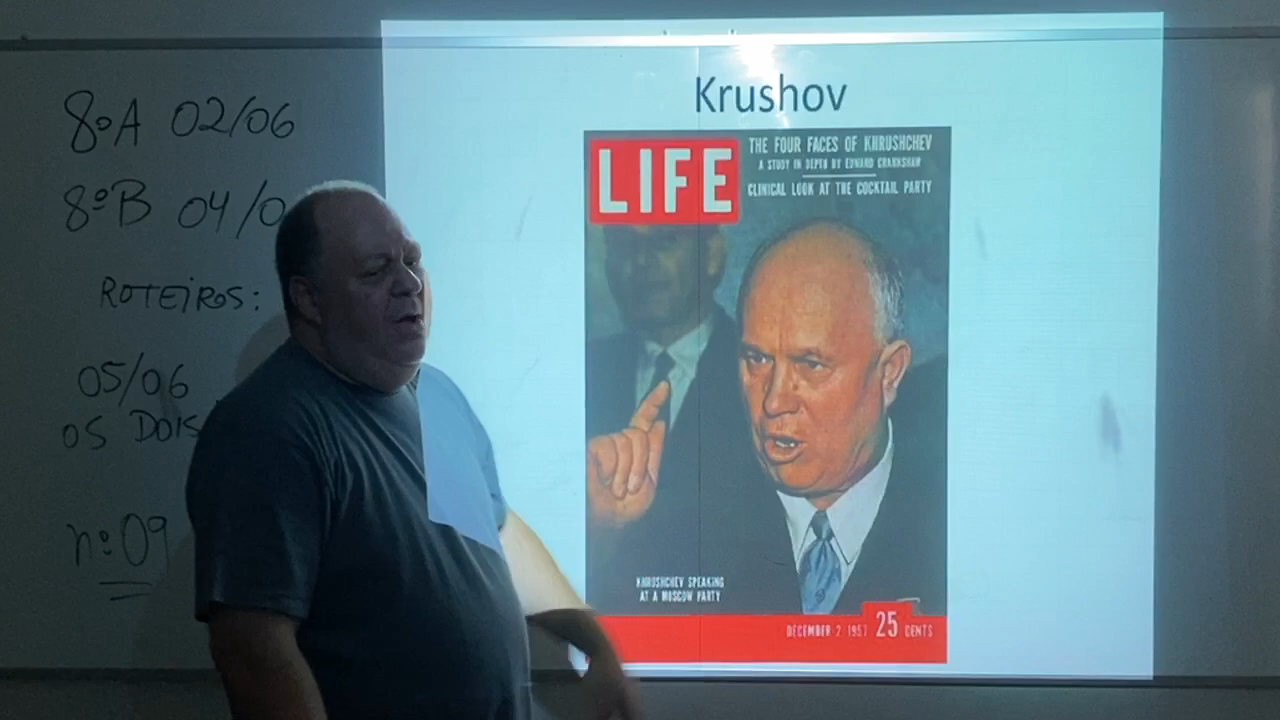 8ºA 02/06
8ºB 04/0
ROTEIROS:
05/06
OS DOIS
nº 09
Krushov
LIFE
THE FOUR FACES OF KHRUSHCHEV
A STUDY IN DEPTH BY EDWARD CRANKSHAW
CLINICAL LOOK AT THE COCKTAIL PARTY
KHRUSHCHEV SPEAKING
AT A MOSCOW PARTY
DECEMBER 2, 1957 25 CENTS